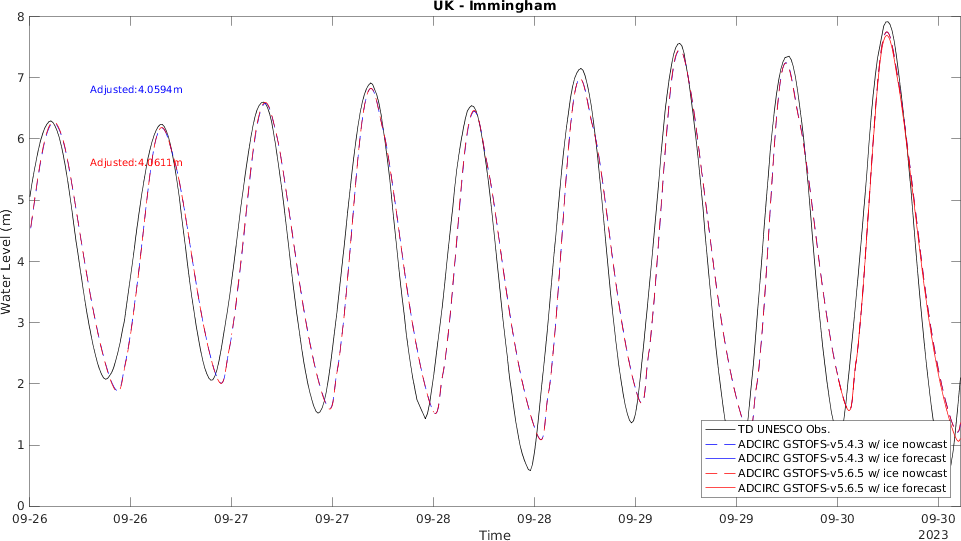 UK - Immingham
8
7
6
5
4
3
2
1
0
Water Level (m)
Adjusted:4.0594m
Adjusted:4.0611m
TD UNESCO Obs.
ADCIRC GSTOFS-v5.4.3 w/ ice nowcast
ADCIRC GSTOFS-v5.4.3 w/ ice forecast
ADCIRC GSTOFS-v5.6.5 w/ ice nowcast
ADCIRC GSTOFS-v5.6.5 w/ ice forecast
09-26 09-26 09-27 09-27 09-28 09-28 09-29 09-29 09-30 09-30
Time
2023